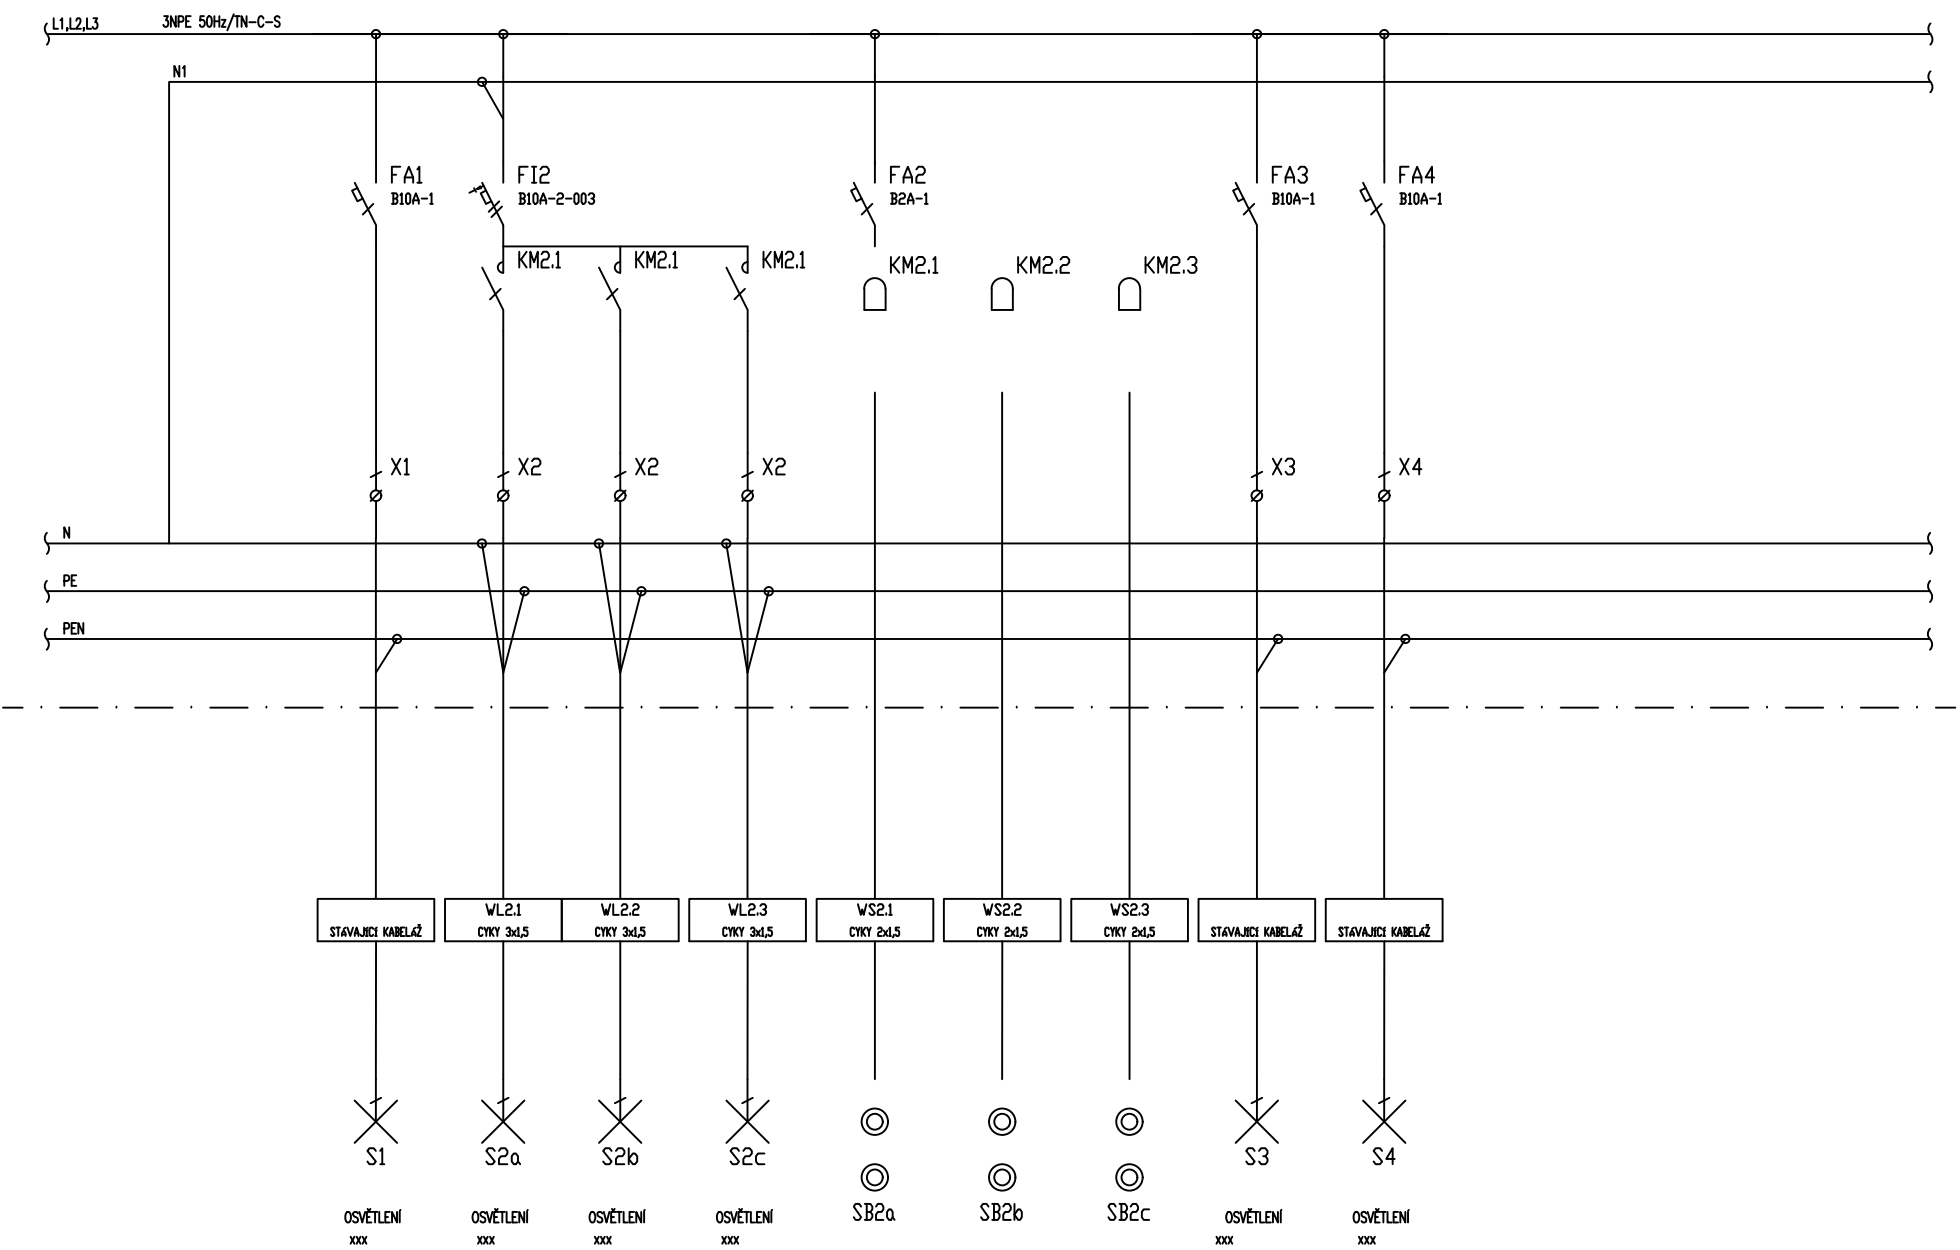 L1,L2,L3 3NPE 50Hz/TN-C-S
N1
FA1 FI2 FA2 FA3 FA4
B10A-1 B10A-2-003 B2A-1 B10A-1 B10A-1
KM2.1 KM2.1 KM2.1 KM2.1 KM2.2 KM2.3
X1 X2 X2 X2 X3 X4
N
PE
PEN
WL2.1 WL2.2 WL2.3 WS2.1 WS2.2 WS2.3
STáVAJíCí KABELáŽ CYKY 3x1,5 CYKY 3x1,5 CYKY 3x1,5 CYKY 2x1,5 CYKY 2x1,5 CYKY 2x1,5 STáVAJíCí KABELáŽ STáVAJíCí KABELáŽ
S1 S2a S2b S2c S3 S4
SB2a SB2b SB2c
OSVĚTLENÍ OSVĚTLENÍ OSVĚTLENÍ OSVĚTLENÍ OSVĚTLENÍ OSVĚTLENÍ
xxx xxx xxx xxx xxx xxx